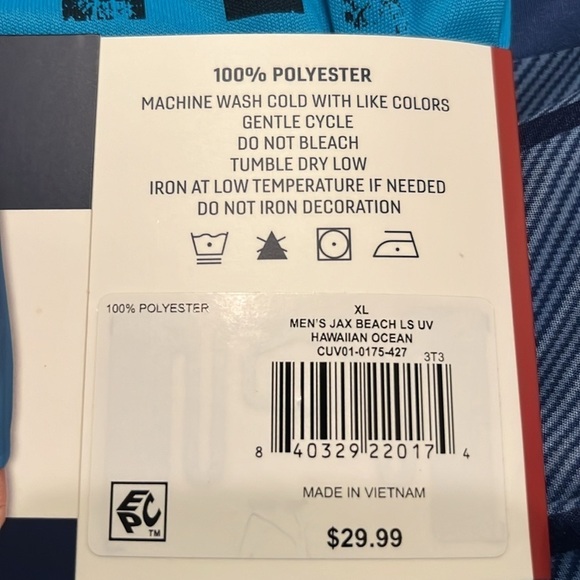 100% POLYESTER
MACHINE WASH COLD WITH LIKE COLORS
GENTLE CYCLE
DO NOT BLEACH
TUMBLE DRY LOW
IRON AT LOW TEMPERATURE IF NEEDED
DO NOT IRON DECORATION
100% POLYESTER
XL
MEN'S JAX BEACH LS UV
HAWAIIAN OCEAN
CUV01-0175-427
3T3
8 40329 22017 4
MADE IN VIETNAM
EPC TM
$29.99